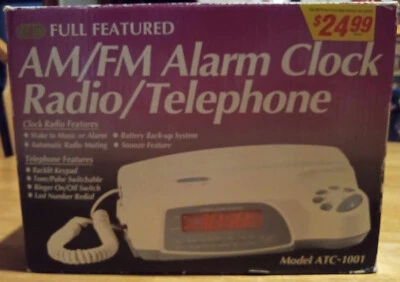 FULL FEATURED
$24.99
AM/FM Alarm Clock
Radio/Telephone
Clock Radio Features
• Wake to Music or Alarm • Battery Back-up System
• Automatic Radio Muting • Snooze Feature
Telephone Features
• Backlit Keypad
• Tone/Pulse Switchable
• Ringer On/Off Switch
• Last Number Redial
Model ATC-1001